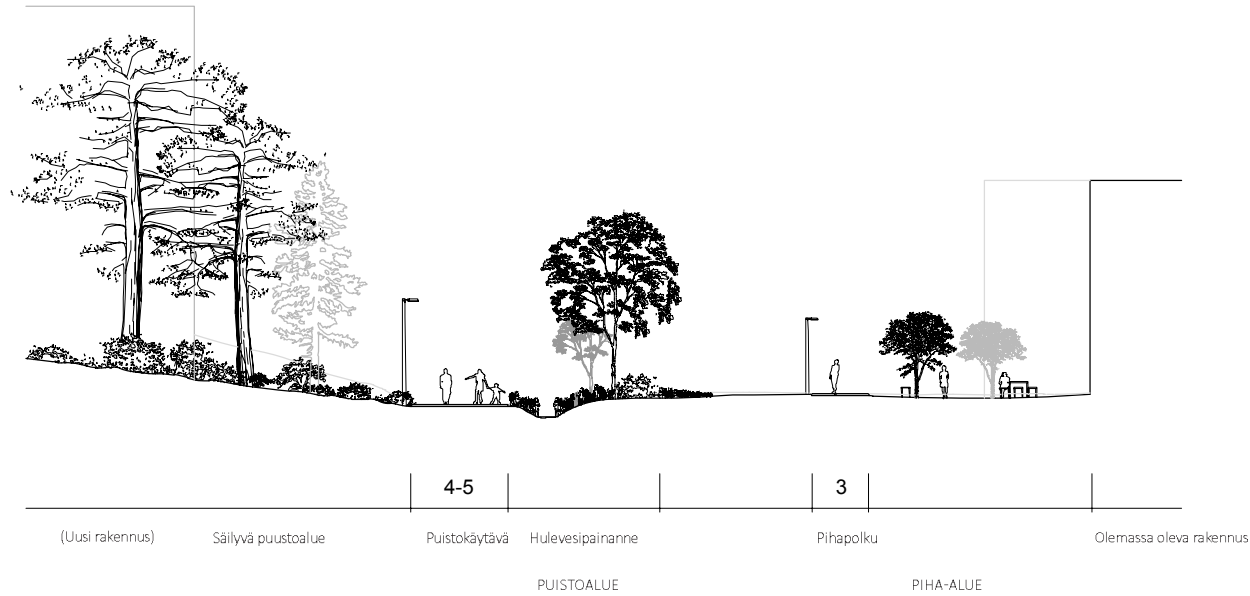 4-5
3
(Uusi rakennus)
Säilyvä puustoalue
Puistokäytävä
Hulevesipainanne
Pihapolku
Olemassa oleva rakennus
PUISTOALUE
PIHA-ALUE